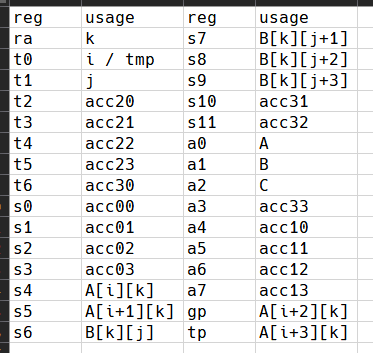 reg usage reg usage
ra k s7 B[k][j+1]
t0 i / tmp s8 B[k][j+2]
t1 j s9 B[k][j+3]
t2 acc20 s10 acc31
t3 acc21 s11 acc32
t4 acc22 a0 A
t5 acc23 a1 B
t6 acc30 a2 C
s0 acc00 a3 acc33
s1 acc01 a4 acc10
s2 acc02 a5 acc11
s3 acc03 a6 acc12
s4 A[i][k] a7 acc13
s5 A[i+1][k] gp A[i+2][k]
s6 B[k][j] tp A[i+3][k]